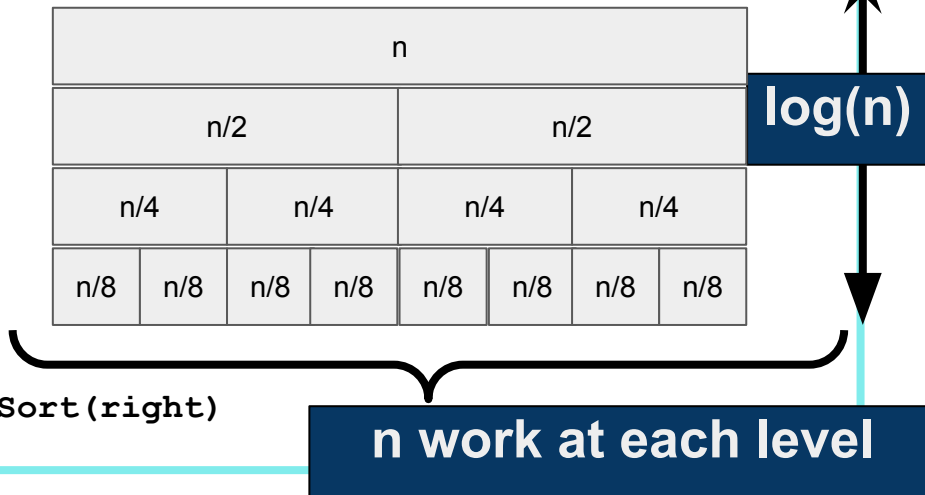 n
n/2 n/2
log(n)
n/4 n/4 n/4 n/4
n/8 n/8 n/8 n/8 n/8 n/8 n/8 n/8
Sort(right)
n work at each level